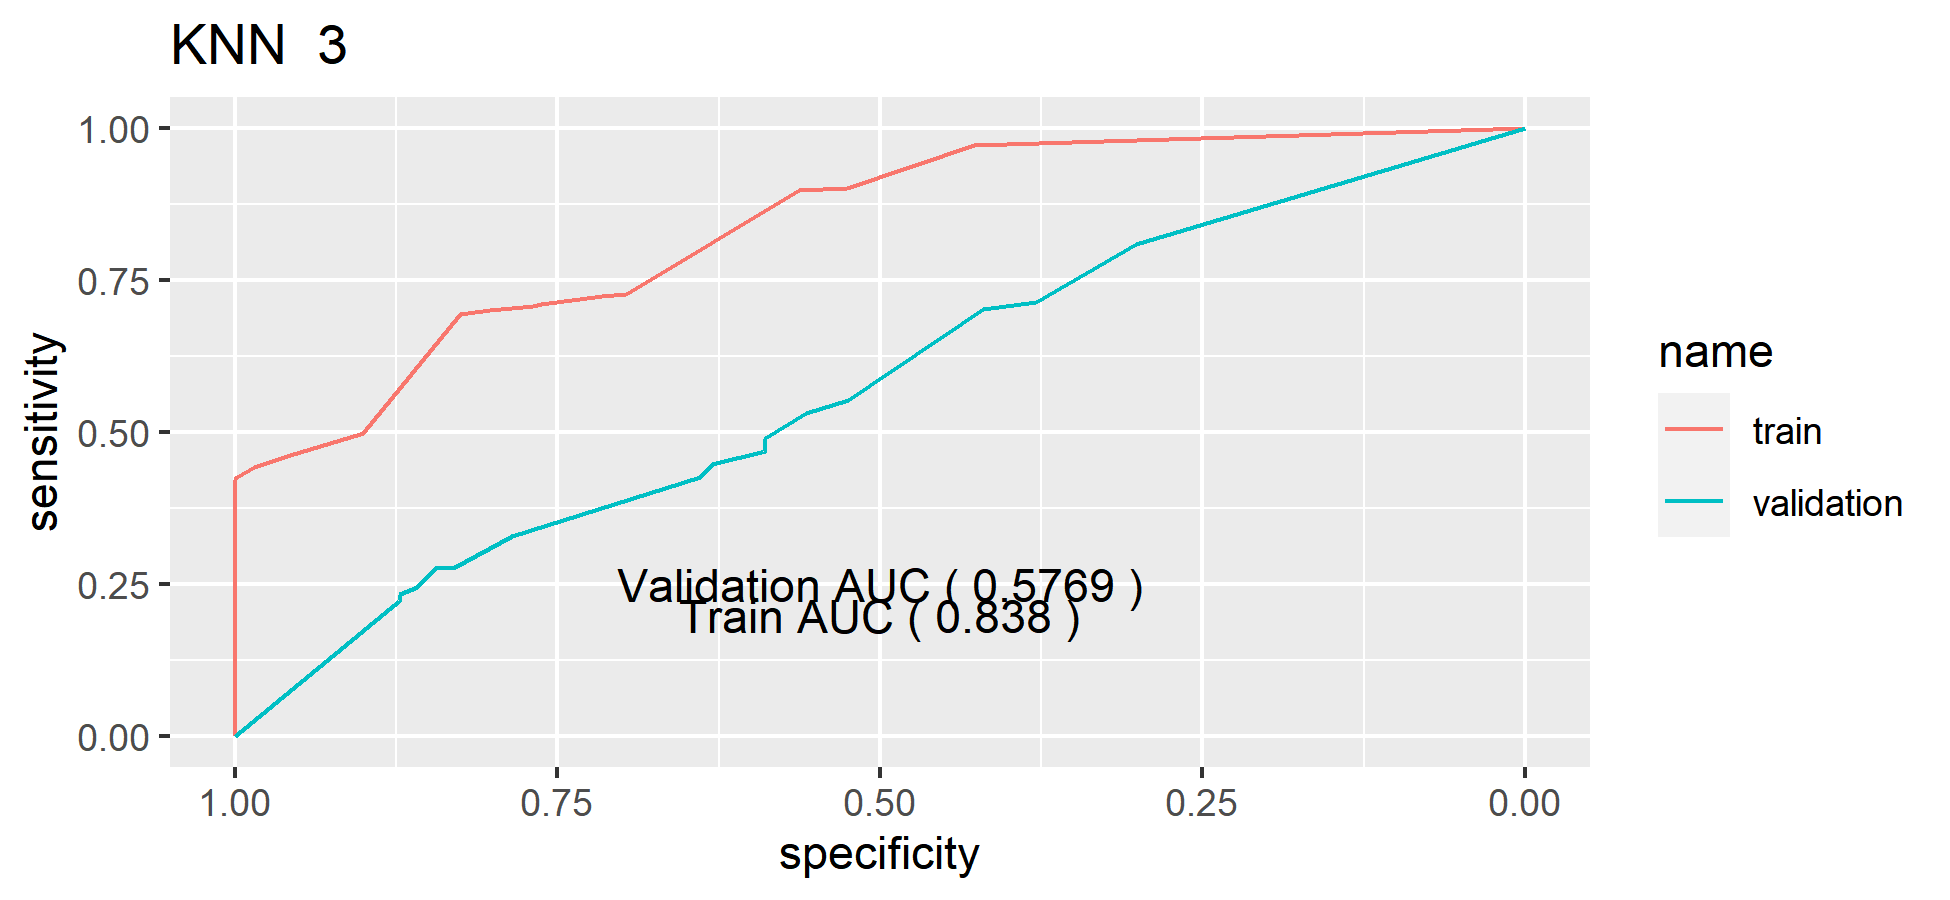 KNN  3
1.00
0.75
0.50
0.25
0.00
sensitivity
Validation AUC ( 0.5769 )
Train AUC ( 0.838 )
1.00 0.75 0.50 0.25 0.00
specificity
name
train
validation